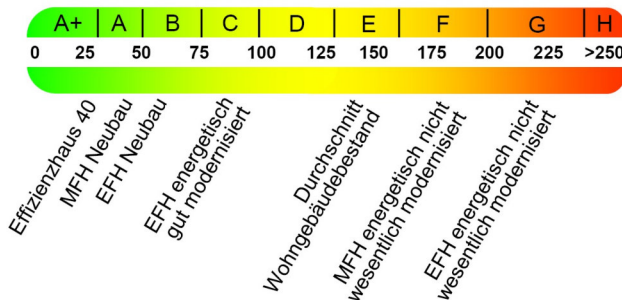 A+ A B C D E F G H
0 25 50 75 100 125 150 175 200 225 >250
Effizienzhaus 40
MFH Neubau
EFH Neubau
EFH energetisch
gut modernisiert
Durchschnitt
Wohngebäudebestand
MFH energetisch nicht
wesentlich modernisiert
EFH energetisch nicht
wesentlich modernisiert